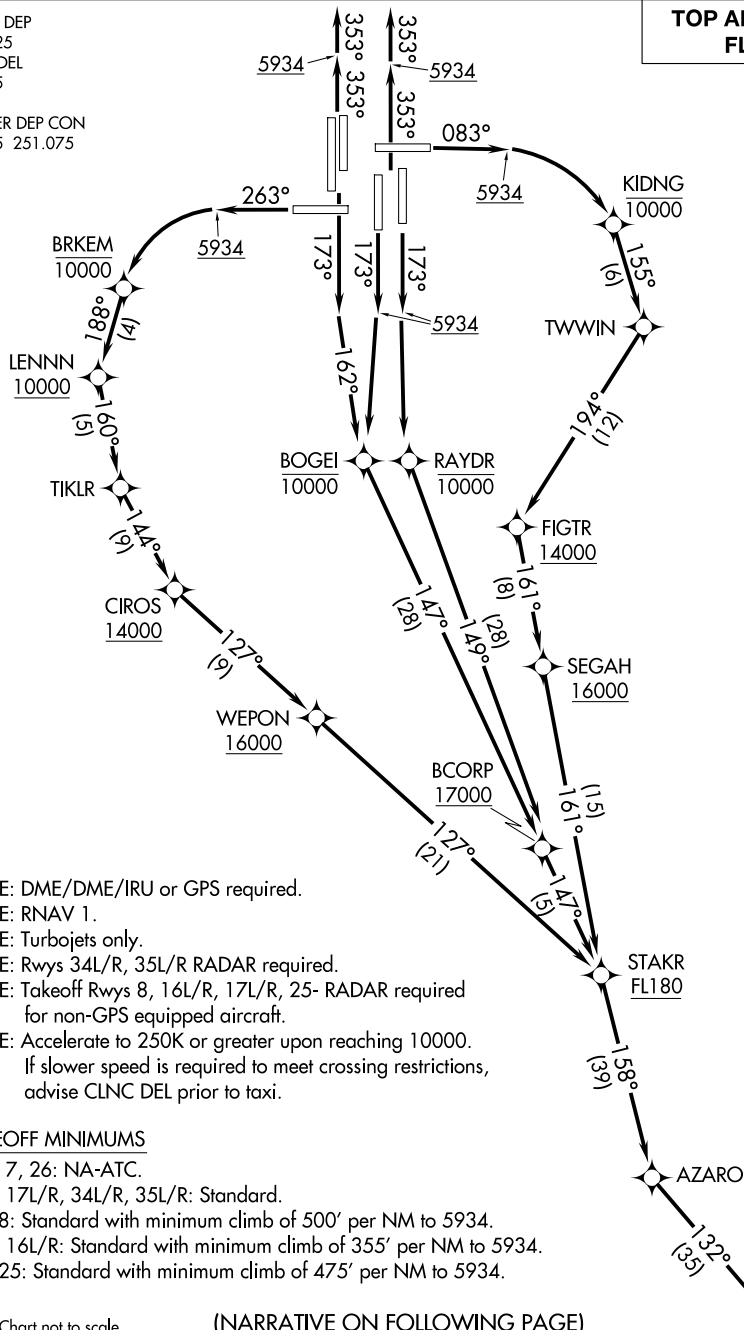 DEP
25
DEL
5
ER DEP CON
5 251.075
TOP AL
FL
353°
353°
5934
5934
353°
353°
083°
5934
KIDNG
10000
155°
(6)
263°
5934
BRKEM
10000
188°
(4)
173°
173°
173°
5934
TWWIN
LENNN
10000
160°
(5)
162°
194°
(12)
BOGEI
10000
RAYDR
10000
TIKLR
144°
(9)
FIGTR
14000
161°
(8)
CIROS
14000
147°
(28)
149°
(28)
127°
(9)
SEGAH
16000
WEPON
16000
BCORP
17000
161°
(15)
127°
(21)
147°
(5)
E: DME/DME/IRU or GPS required.
E: RNAV 1.
E: Turbojets only.
E: Rwys 34L/R, 35L/R RADAR required.
E: Takeoff Rwys 8, 16L/R, 17L/R, 25- RADAR required
for non-GPS equipped aircraft.
E: Accelerate to 250K or greater upon reaching 10000.
If slower speed is required to meet crossing restrictions,
advise CLNC DEL prior to taxi.
STAKR
FL180
158°
(39)
AZARO
132°
(35)
EOFF MINIMUMS
7, 26: NA-ATC.
17L/R, 34L/R, 35L/R: Standard.
8: Standard with minimum climb of 500' per NM to 5934.
16L/R: Standard with minimum climb of 355' per NM to 5934.
25: Standard with minimum climb of 475' per NM to 5934.
Chart not to scale
(NARRATIVE ON FOLLOWING PAGE)